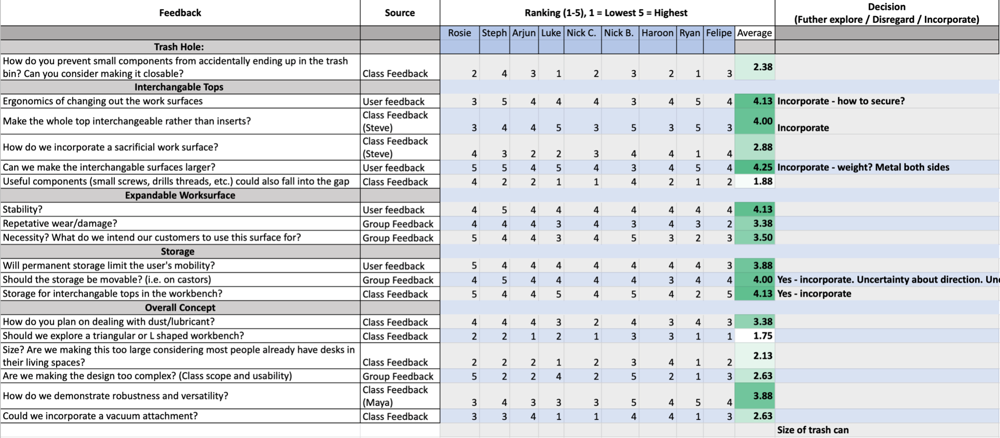 Feedback Source Ranking (1-5), 1 = Lowest 5 = Highest Decision
(Futher explore / Disregard / Incorporate)
Rosie Steph Arjun Luke Nick C. Nick B. Haroon Ryan Felipe Average
Trash Hole:
How do you prevent small components from accidentally ending up in the trash
bin? Can you consider making it closable? Class Feedback 2 4 3 1 2 3 2 1 3 2.38
Interchangable Tops
Ergonomics of changing out the work surfaces User feedback 3 5 4 4 4 3 4 5 4 4.13 Incorporate - how to secure?
Make the whole top interchangeable rather than inserts? Class Feedback
(Steve) 3 4 4 5 3 5 3 5 3 4.00 Incorporate
How do we incorporate a sacrificial work surface? Class Feedback
(Steve) 4 3 2 2 3 4 4 1 4 2.88
Can we make the interchangable surfaces larger? User feedback 5 5 4 5 4 3 4 5 4 4.25 Incorporate - weight? Metal both sides
Useful components (small screws, drills threads, etc.) could also fall into the gap Class Feedback 4 2 2 1 1 4 2 1 2 1.88
Expandable Worksurface
Stability? User feedback 4 5 4 4 4 4 4 4 4 4.13
Repetative wear/damage? Group Feedback 4 4 4 3 4 3 4 3 2 3.38
Necessity? What do we intend our customers to use this surface for? Group Feedback 5 4 4 3 4 5 3 2 3 3.50
Storage
Will permanent storage limit the user's mobility? User feedback 5 4 4 4 4 4 4 4 3 3.88
Should the storage be movable? (i.e. on castors) Group Feedback 4 5 4 4 4 4 3 4 4 4.00 Yes - incorporate. Uncertainty about direction.
Storage for interchangable tops in the workbench? Class Feedback 5 4 4 5 4 5 4 2 5 4.13 Yes - incorporate
Overall Concept
How do you plan on dealing with dust/lubricant? Class Feedback 4 4 4 3 2 4 3 4 3 3.38
Should we explore a triangular or L shaped workbench? Class Feedback 2 2 1 2 1 3 3 1 1 1.75
Size? Are we making this too large considering most people already have desks in
their living spaces? Class Feedback 2 2 2 1 2 3 4 1 2 2.13
Are we making the design too complex? (Class scope and usability) Group Feedback 5 2 2 4 2 5 2 1 3 2.63
How do we demonstrate robustness and versatility? Class Feedback
(Maya) 3 4 3 3 3 5 4 5 4 3.88
Could we incorporate a vacuum attachment? Class Feedback 3 3 4 1 1 4 4 1 3 2.63
Size of trash can